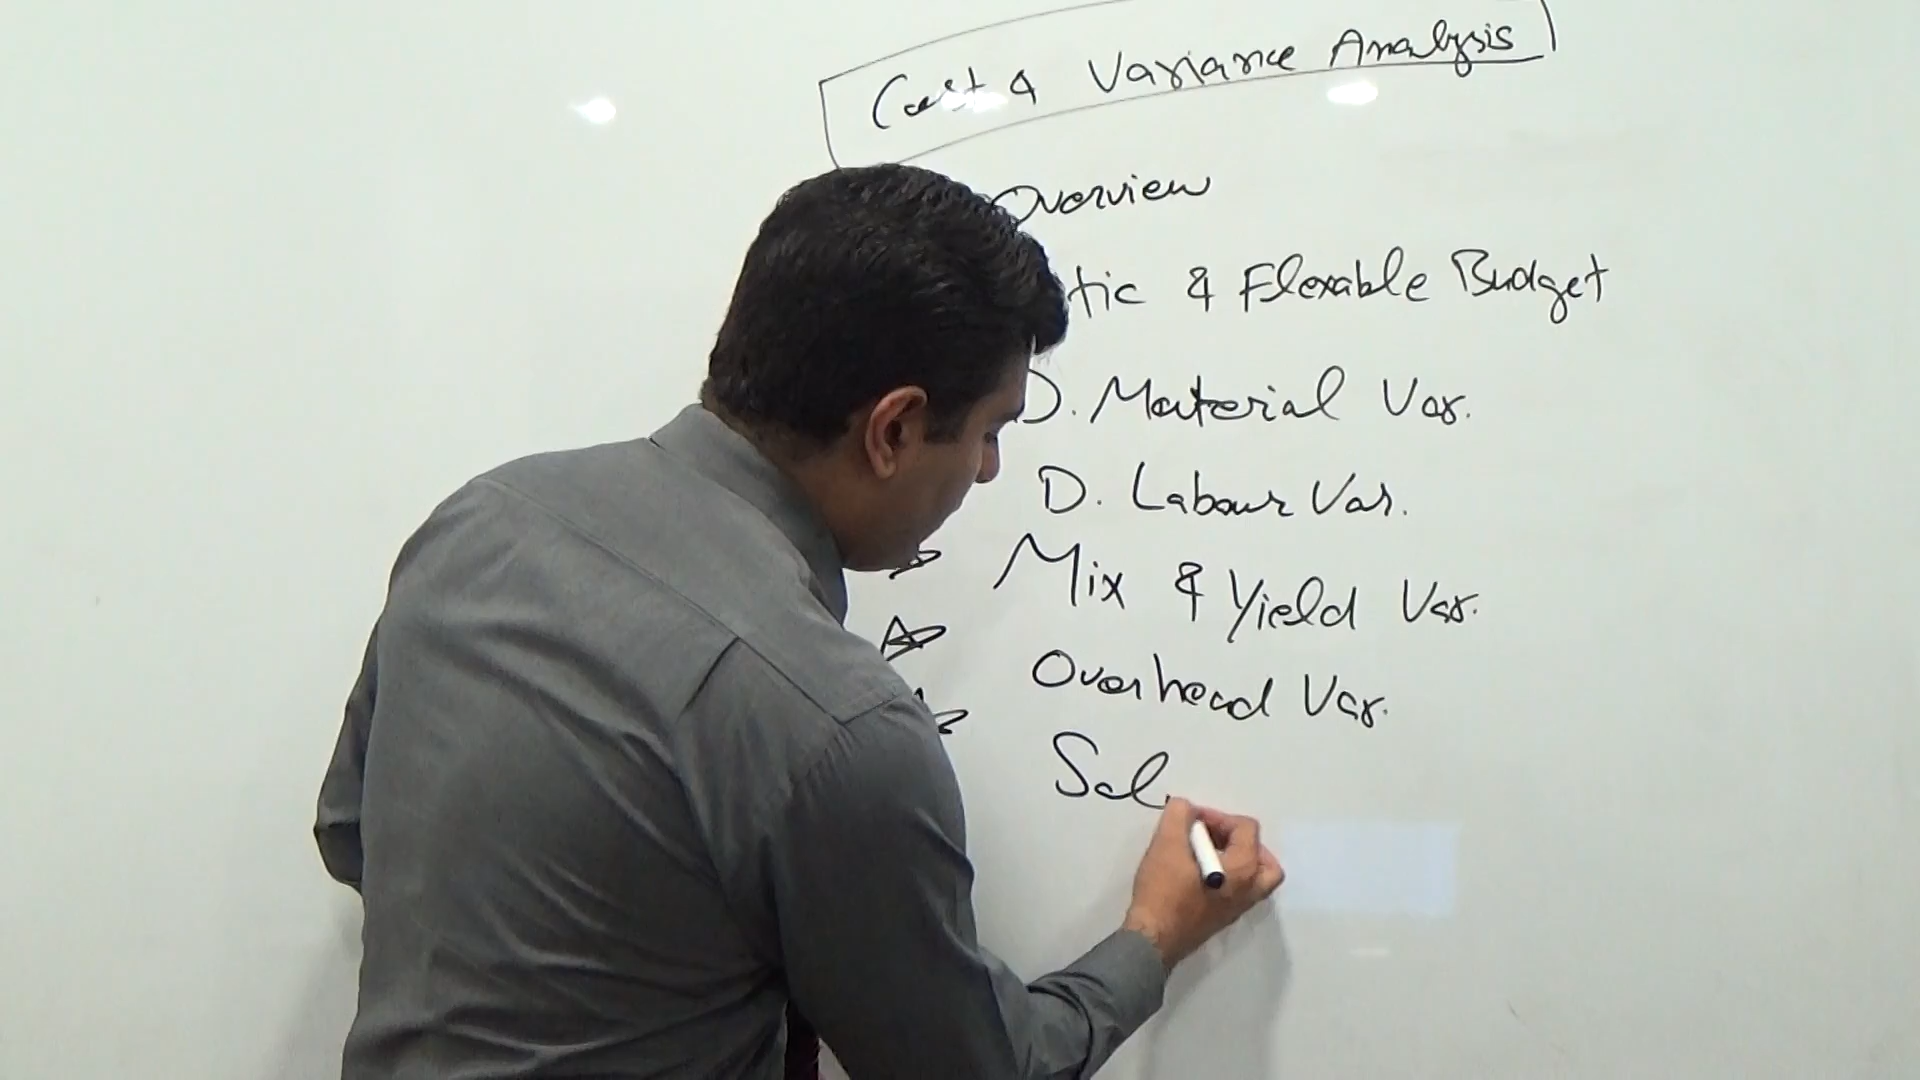 Cost & Variance Analysis
Overview
tic & Flexable Budget
D. Material Var.
D. Labour Var.
Mix & Yield Var.
Overhead Var.
Sal